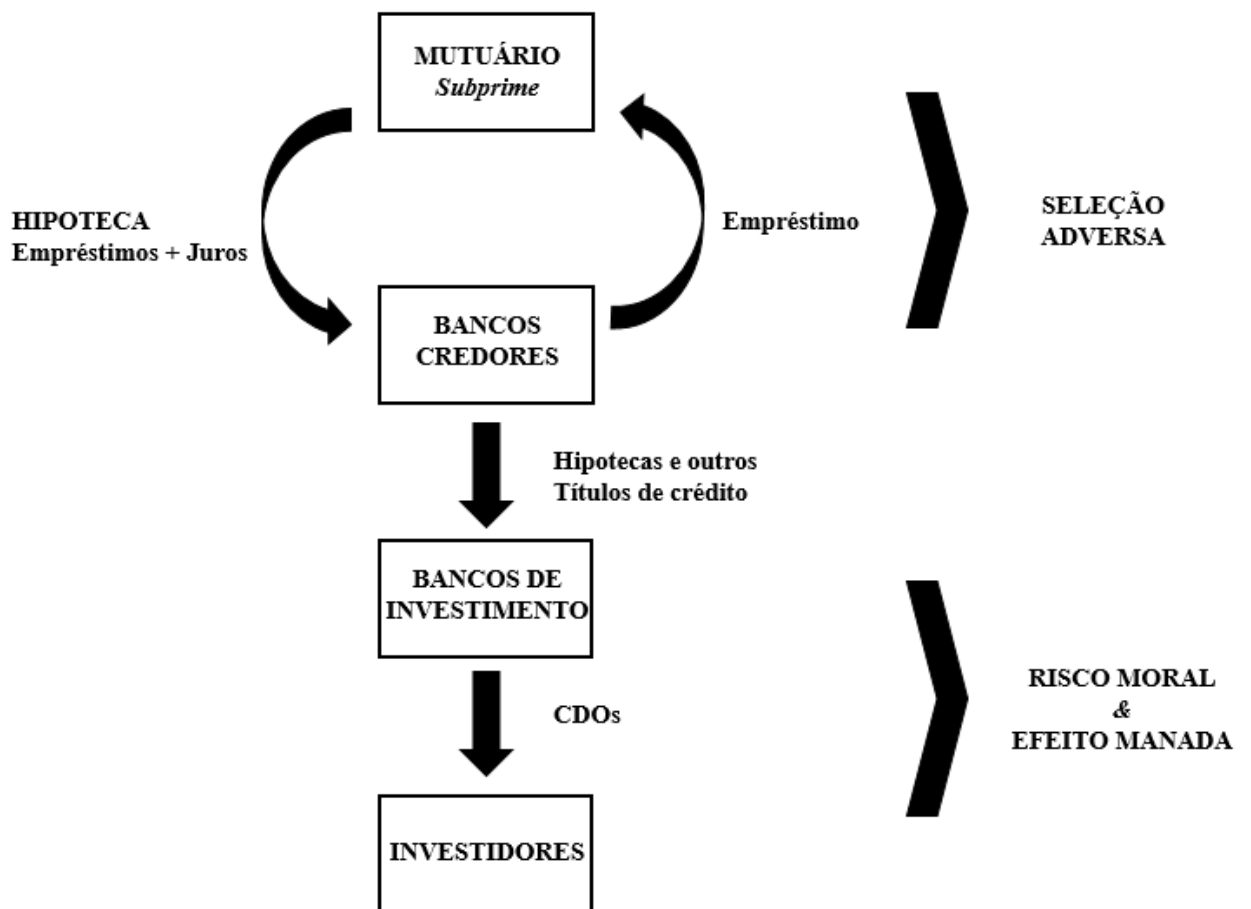 MUTUÁRIO
Subprime
HIPOTECA
Empréstimos + Juros
Empréstimo
SELEÇÃO
ADVERSA
BANCOS
CREDORES
Hipotecas e outros
Títulos de crédito
BANCOS DE
INVESTIMENTO
CDOs
RISCO MORAL
&
EFEITO MANADA
INVESTIDORES